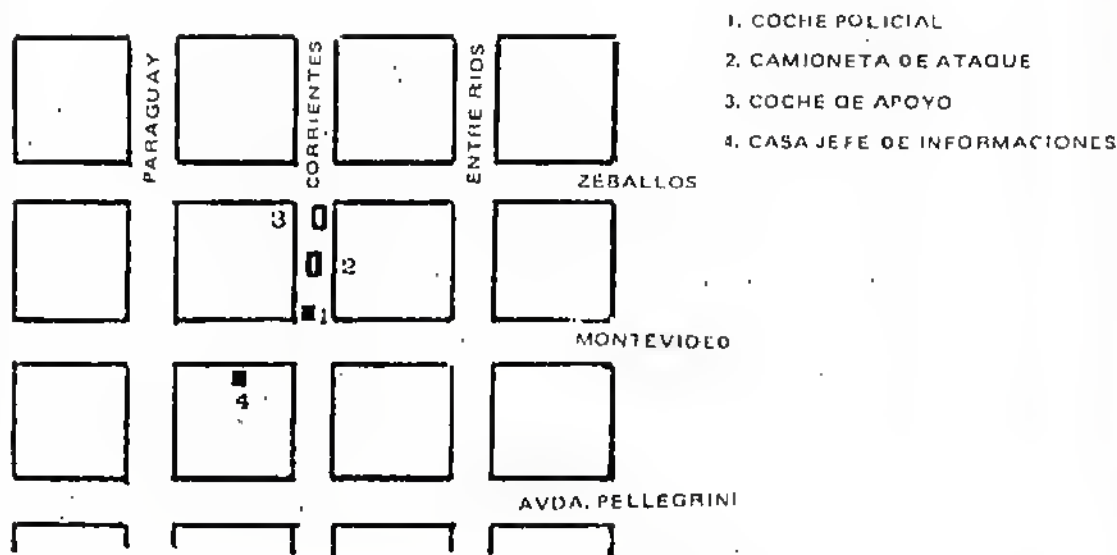 1. COCHE POLICIAL
2. CAMIONETA DE ATAQUE
3. COCHE DE APOYO
4. CASA JEFE DE INFORMACIONES
PARAGUAY
CORRIENTES
ENTRE RIOS
ZEBALLOS
3
2
1
MONTEVIDEO
4
AVDA. PELLEGRINI